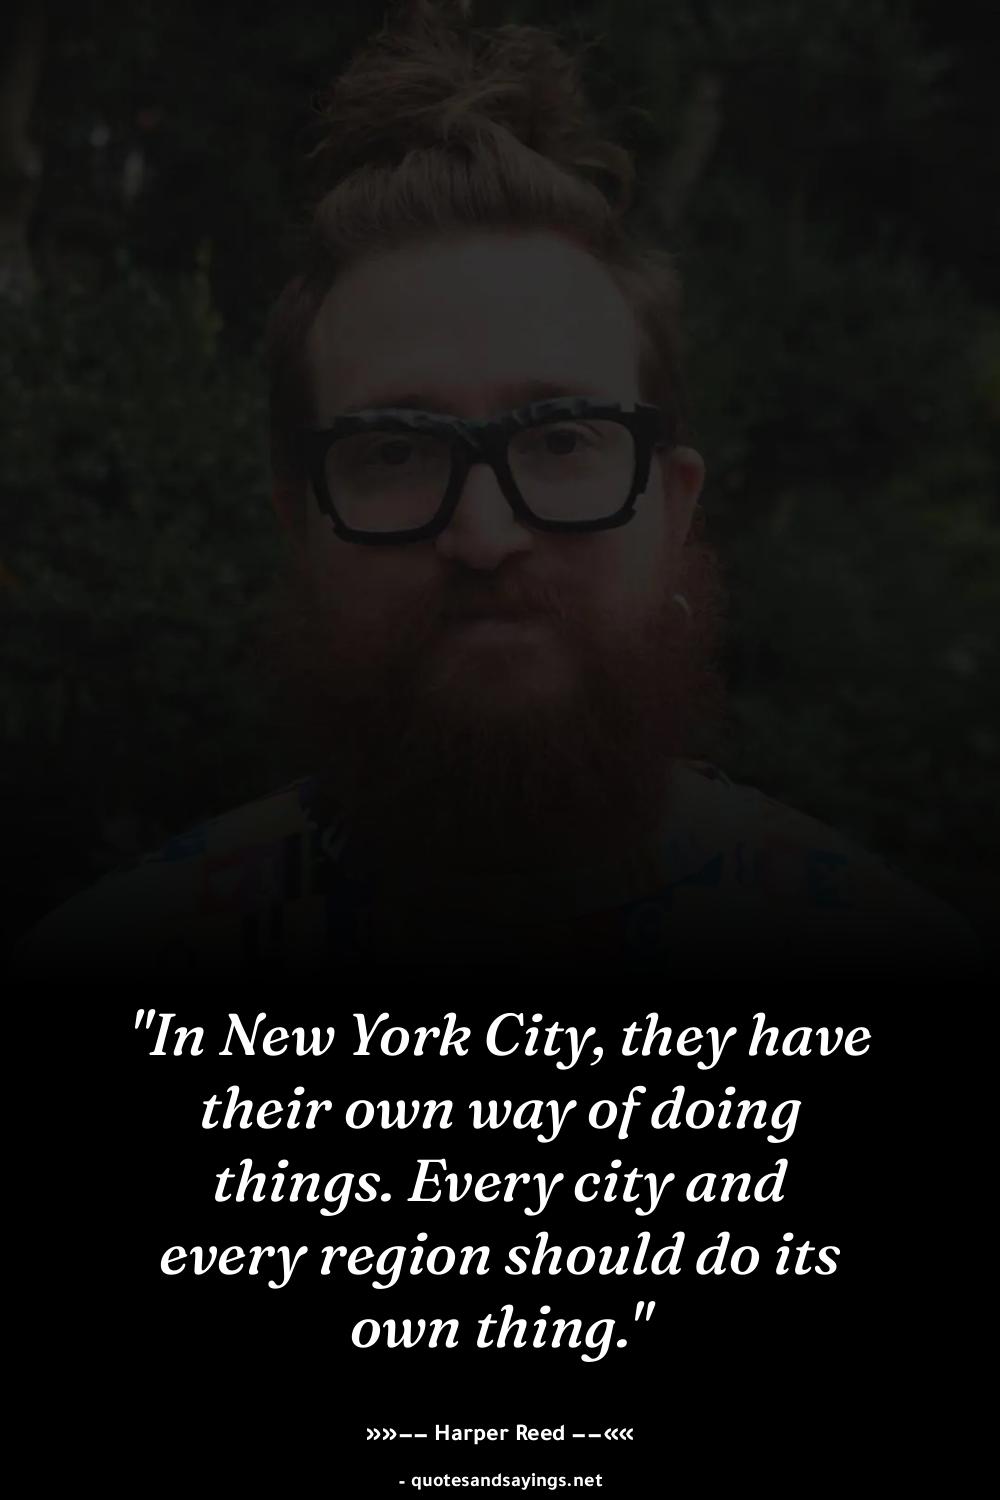 "In New York City, they have
their own way of doing
things. Every city and
every region should do its
own thing."
»»–– Harper Reed ––««
- quotesandsayings.net